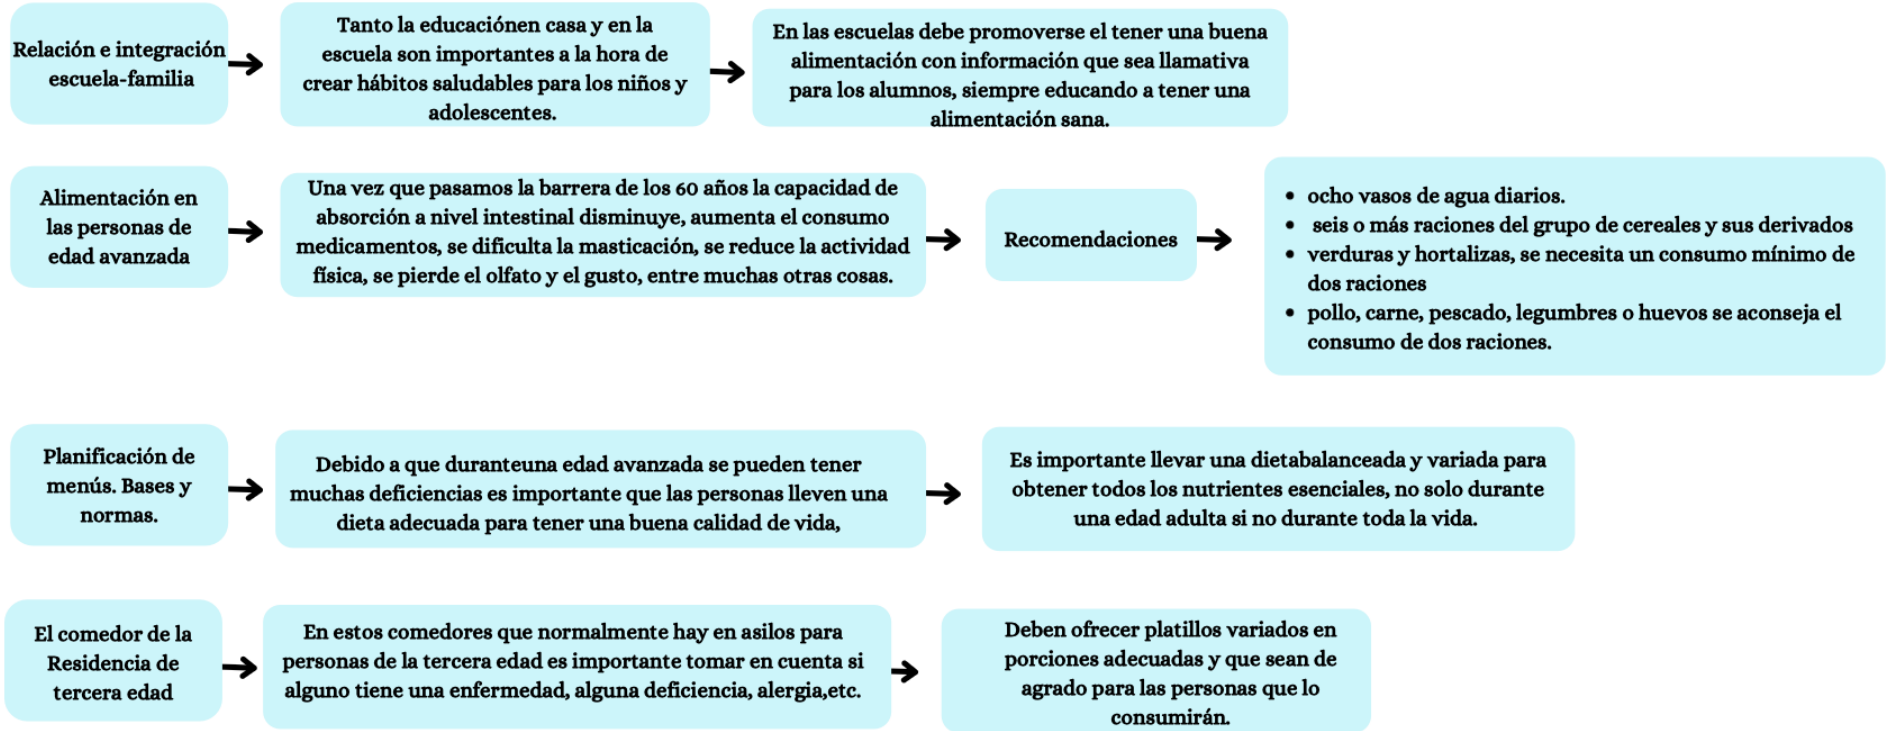 Relación e integración
escuela-familia
Tanto la educaciónen casa y en la
escuela son importantes a la hora de
crear hábitos saludables para los niños y
adolescentes.
En las escuelas debe promoverse el tener una buena
alimentación con información que sea llamativa
para los alumnos, siempre educando a tener una
alimentación sana.
Alimentación en
las personas de
edad avanzada
Una vez que pasamos la barrera de los 60 años la capacidad de
absorción a nivel intestinal disminuye, aumenta el consumo
medicamentos, se dificulta la masticación, se reduce la actividad
física, se pierde el olfato y el gusto, entre muchas otras cosas.
Recomendaciones
• ocho vasos de agua diarios.
• seis o más raciones del grupo de cereales y sus derivados
• verduras y hortalizas, se necesita un consumo mínimo de
dos raciones
• pollo, carne, pescado, legumbres o huevos se aconseja el
consumo de dos raciones.
Planificación de
menús. Bases y
normas.
Debido a que duranteuna edad avanzada se pueden tener
muchas deficiencias es importante que las personas lleven una
dieta adecuada para tener una buena calidad de vida,
Es importante llevar una dietabalanceada y variada para
obtener todos los nutrientes esenciales, no solo durante
una edad adulta si no durante toda la vida.
El comedor de la
Residencia de
tercera edad
En estos comedores que normalmente hay en asilos para
personas de la tercera edad es importante tomar en cuenta si
alguno tiene una enfermedad, alguna deficiencia, alergia,etc.
Deben ofrecer platillos variados en
porciones adecuadas y que sean de
agrado para las personas que lo
consumirán.